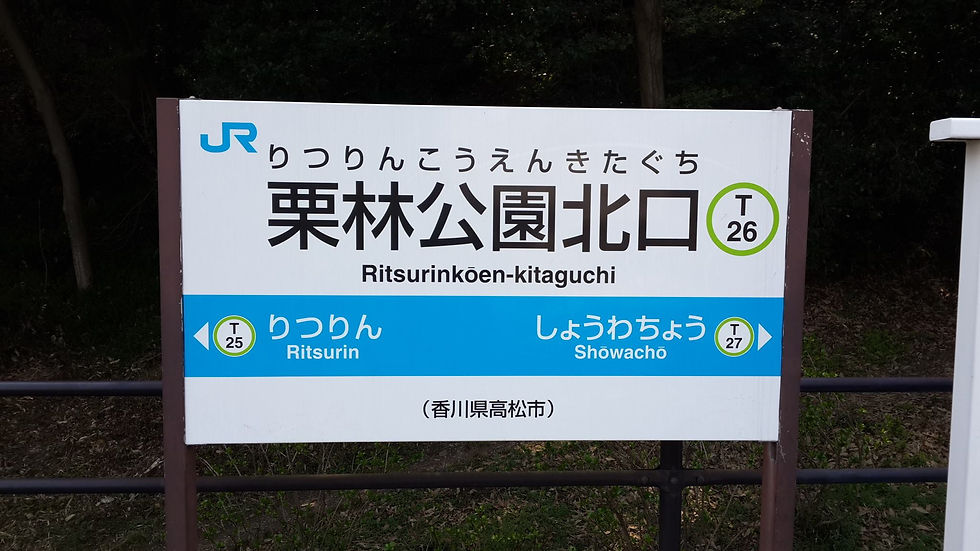 JR
りつりんこうえんきたぐち
栗林公園北口
T
26
Ritsurinkōen-kitaguchi
T
25
りつりん
Ritsurin
しょうわちょう
Shōwachō
T
27
（香川県高松市）